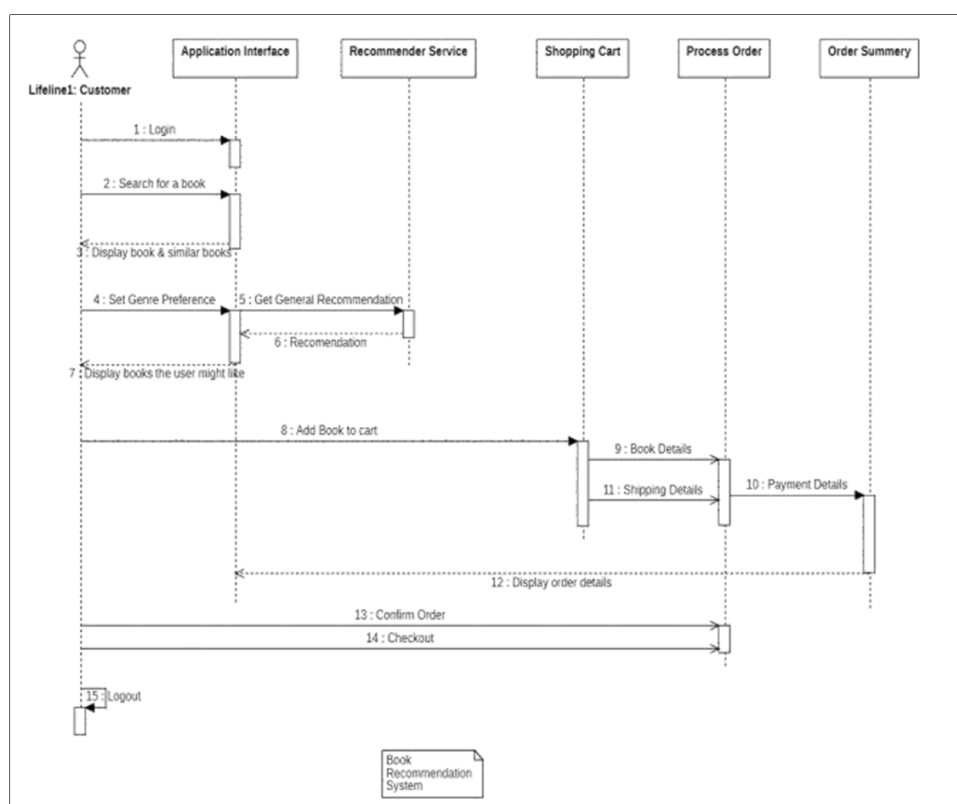 Application Interface
Recommender Service
Shopping Cart
Process Order
Order Summery
Lifeline1: Customer
1 : Login
2 : Search for a book
3 : Display book & similar books
4 : Set Genre Preference
5 : Get General Recommendation
6 : Recomendation
7 : Display books the user might like
8 : Add Book to cart
9 : Book Details
10 : Payment Details
11 : Shipping Details
12 : Display order details
13 : Confirm Order
14 : Checkout
15 : Logout
Book
Recommendation
System